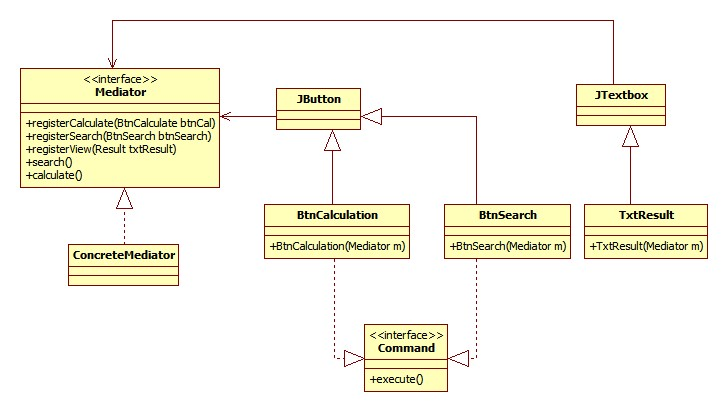 <<interface>>
Mediator
+registerCalculate(BtnCalculate btnCal)
+registerSearch(BtnSearch btnSearch)
+registerView(Result txtResult)
+search()
+calculate()
JButton
JTextbox
ConcreteMediator
BtnCalculation
+BtnCalculation(Mediator m)
BtnSearch
+BtnSearch(Mediator m)
TxtResult
+TxtResult(Mediator m)
<<interface>>
Command
+execute()